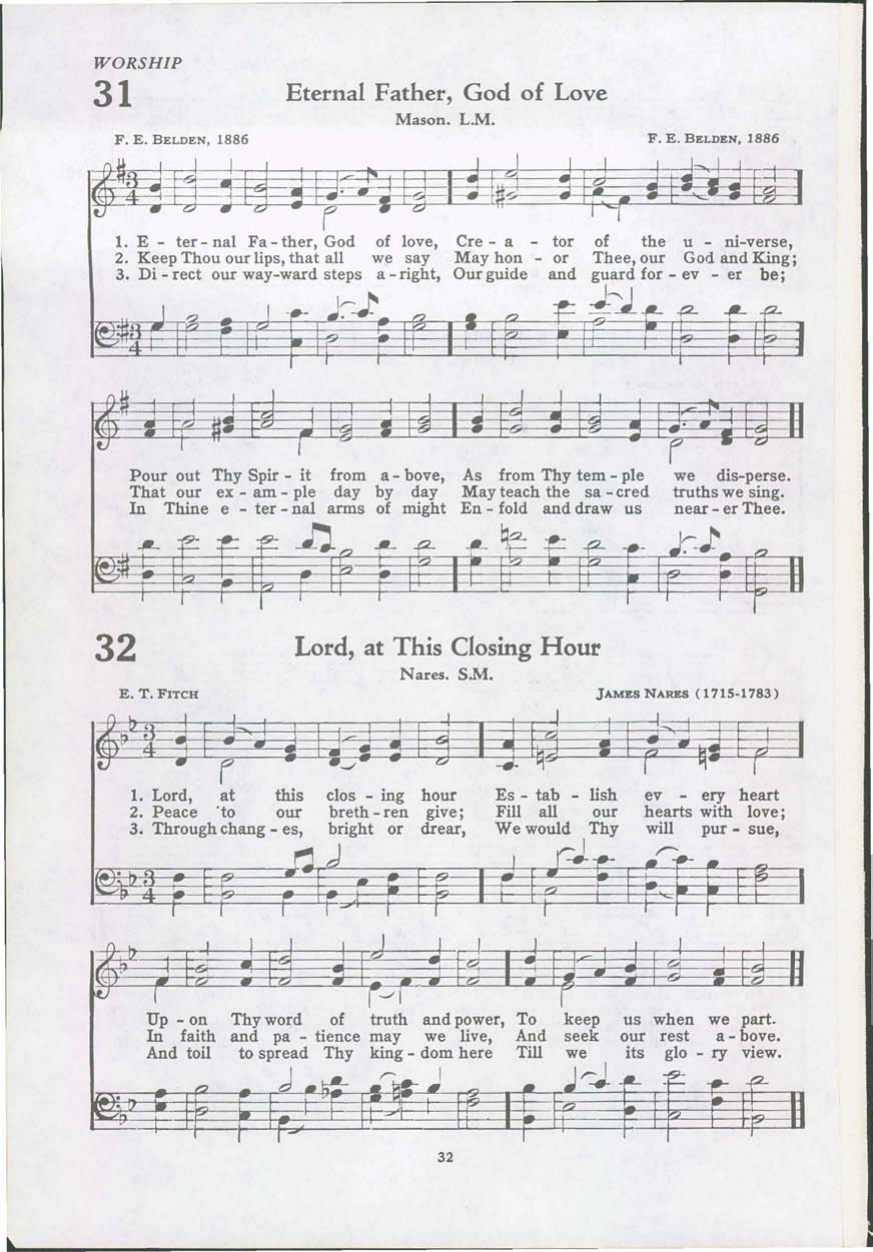 WORSHIP
31 Eternal Father, God of Love
Mason. L.M.
F. E. BELDEN, 1886 F. E. BELDEN, 1886
3
4
1. E - ter - nal Fa - ther, God of love, Cre - a - tor of the u - ni-verse,
2. Keep Thou our lips, that all we say May hon - or Thee, our God and King;
3. Di - rect our way-ward steps a - right, Our guide and guard for - ev - er be;
3
4
Pour out Thy Spir - it from a - bove, As from Thy tem - ple we dis-perse.
That our ex - am - ple day by day May teach the sa - cred truths we sing.
In Thine e - ter - nal arms of might En - fold and draw us near - er Thee.
32 Lord, at This Closing Hour
Nares. S.M.
E. T. FITCH JAMES NARES (1715-1783)
3
4
1. Lord, at this clos - ing hour Es - tab - lish ev - ery heart
2. Peace to our breth - ren give; Fill all our hearts with love;
3. Through chang - es, bright or drear, We would Thy will pur - sue,
3
4
Up - on Thy word of truth and power, To keep us when we part.
In faith and pa - tience may we live, And seek our rest a - bove.
And toil to spread Thy king - dom here Till we its glo - ry view.
32